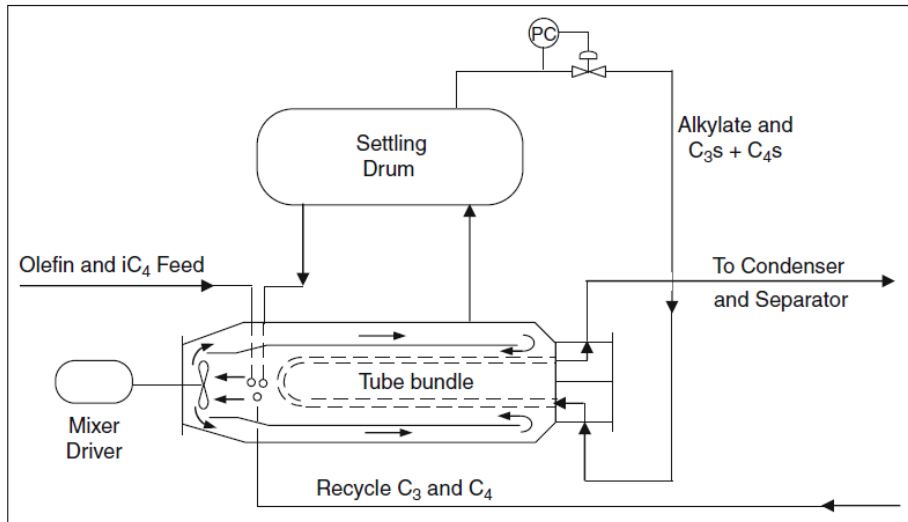 PC
Settling
Drum
Alkylate and
C₃s + C₄s
Olefin and iC₄ Feed
To Condenser
and Separator
Tube bundle
Mixer
Driver
Recycle C₃ and C₄